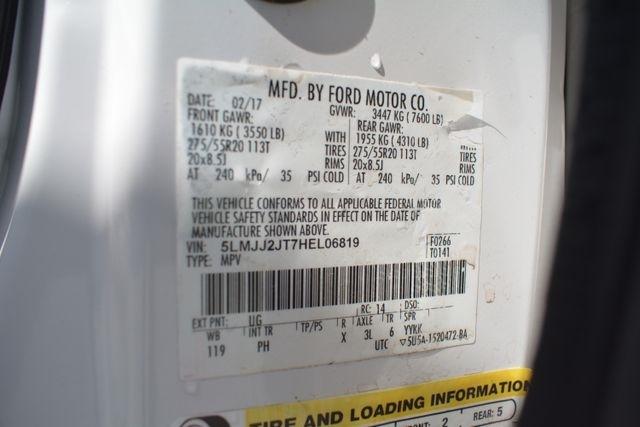 MFD. BY FORD MOTOR CO.
DATE: 02/17 GVWR: 3447 KG (7600 LB)
FRONT GAWR: REAR GAWR:
1610 KG (3550 LB) WITH 1955 KG (4310 LB)
275/55R20 113T TIRES 275/55R20 113T TIRES
20x8.5J RIMS 20x8.5J RIMS
AT 240 kPa/ 35 PSI COLD AT 240 kPa/ 35 PSI COLD
THIS VEHICLE CONFORMS TO ALL APPLICABLE FEDERAL MOTOR
VEHICLE SAFETY STANDARDS IN EFFECT ON THE DATE OF
MANUFACTURE SHOWN ABOVE.
VIN: 5LMJJ2JT7HEL06819 F0266
TYPE: MPV T0141
RC: 14 DSO:
EXT PNT: UG R AXLE TR SPR
WB INT TR TP/PS X 3L 6 YYKK
119 PH UTC ▽5U5A-1520472-BA
TIRE AND LOADING INFORMATION
2 REAR: 5